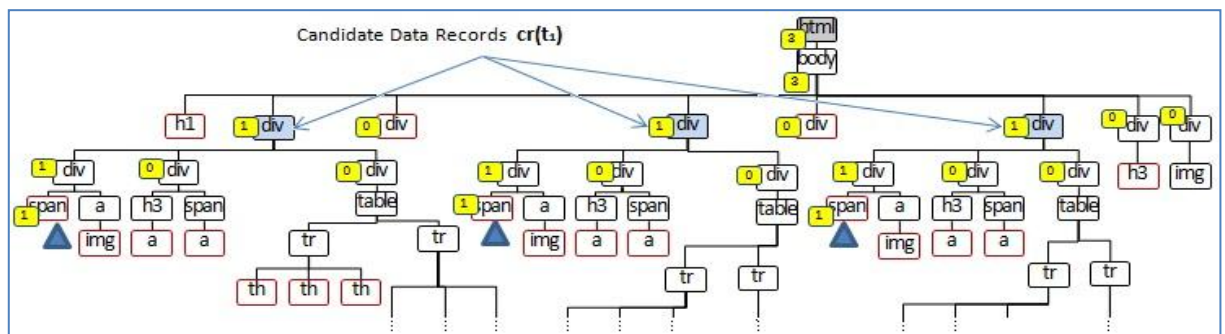 html
Candidate Data Records cr(t₁)
3
body
3
h1 1 div 0 div 1 div 0 div 1 div 0 div 0 div
1 div 0 div 0 div 1 div 0 div 0 div 1 div 0 div 0 div h3 img
span a h3 span table span a h3 span table span a h3 span table
1 1 1
img a a tr tr img a a img a a
th th th tr tr tr tr